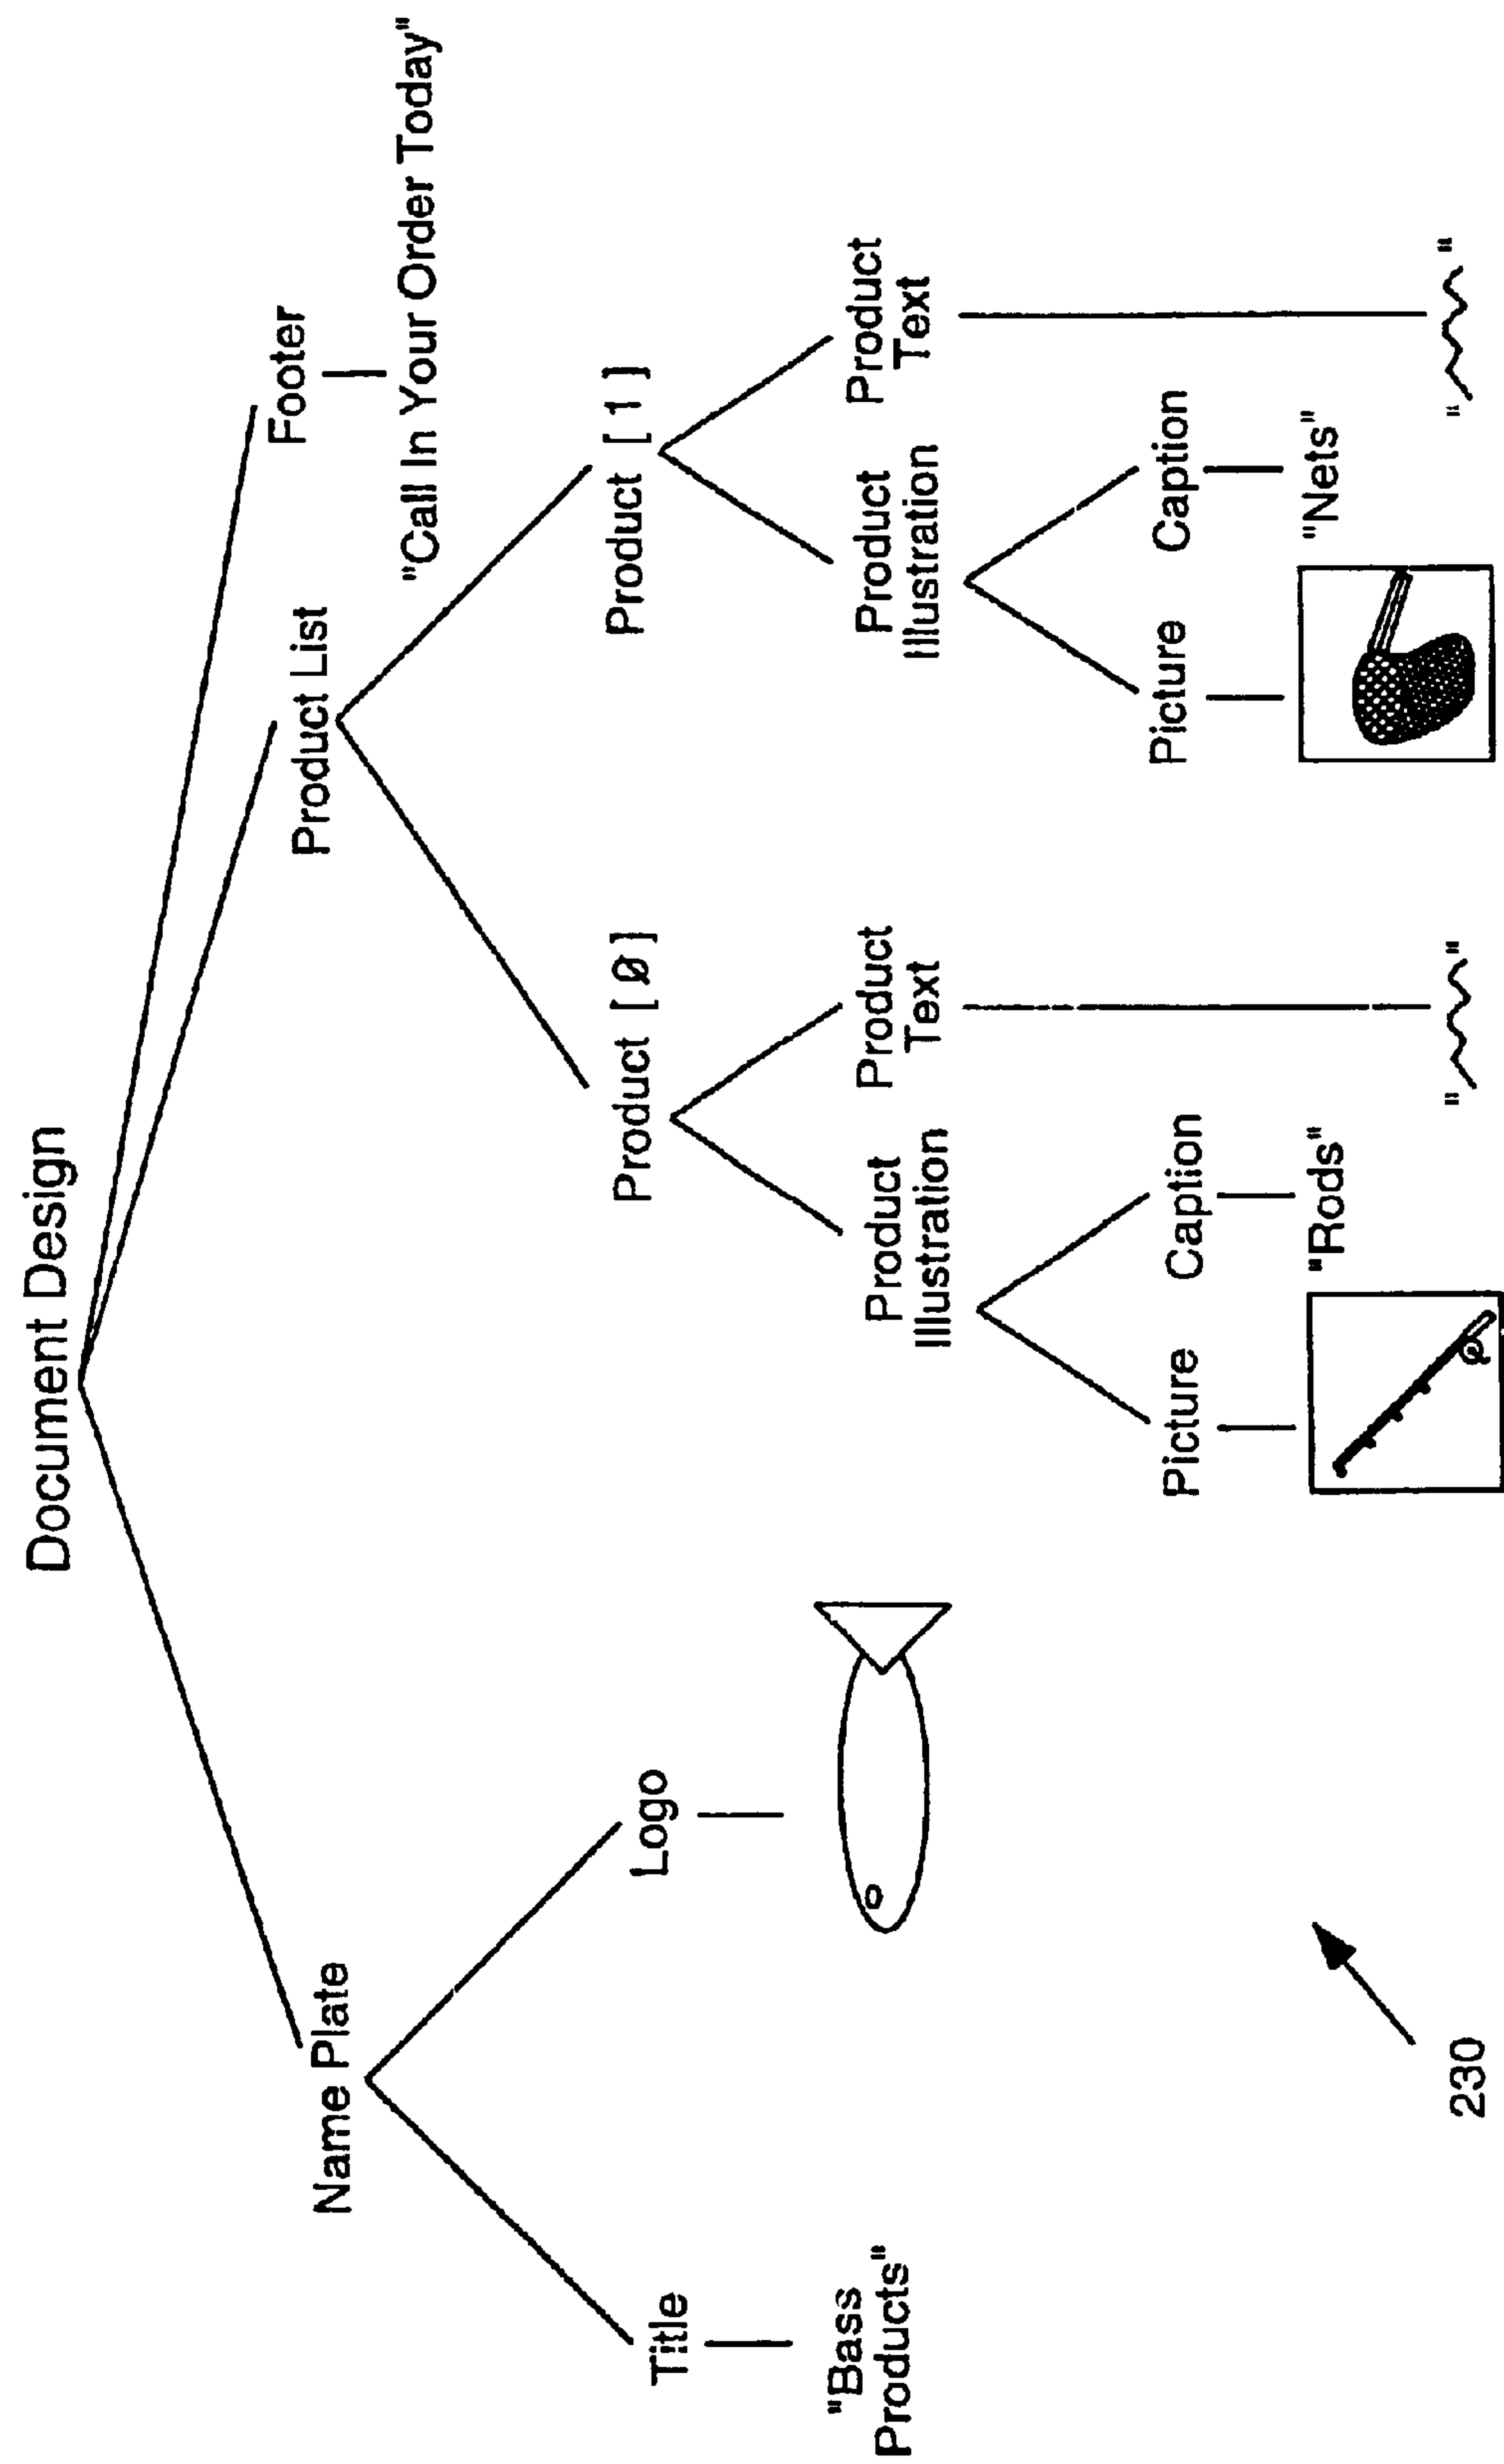 Document Design
Name Plate
Product List
Footer
"Call In Your Order Today"
Title
Logo
Product [ 0 ]
Product [ 1 ]
"Bass
Products"
Product
Illustration
Product
Text
Product
Illustration
Product
Text
Picture
Caption
Picture
Caption
"Rods"
"Nets"
" "
" "
230